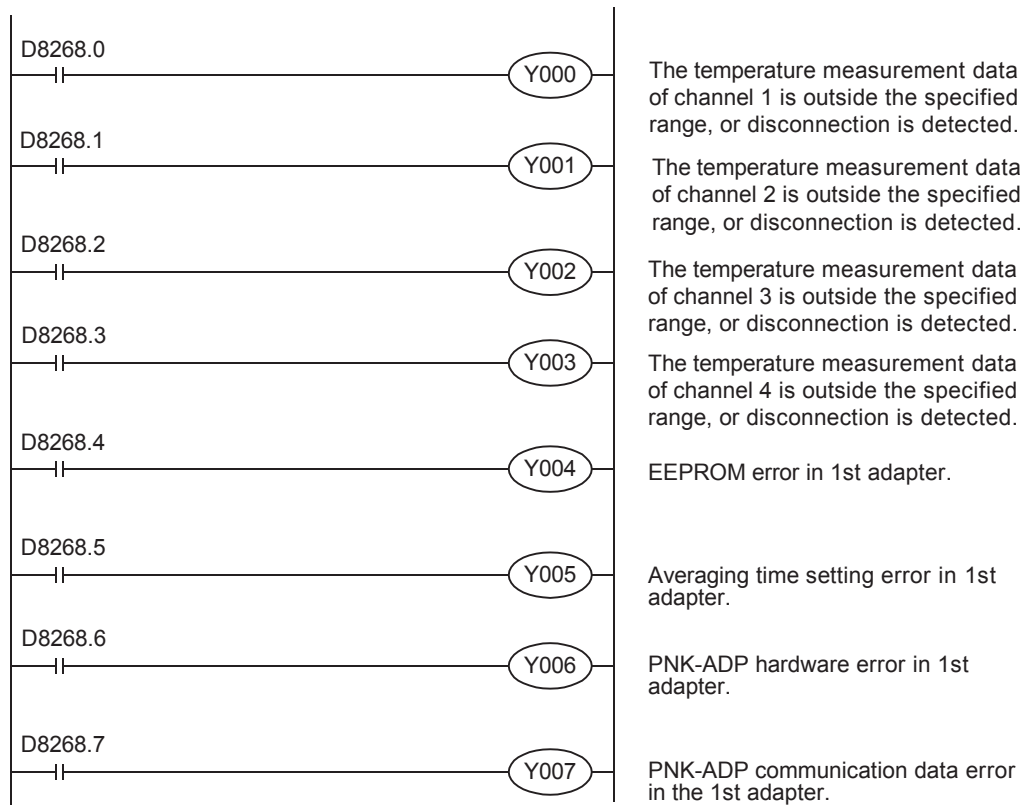 D8268.0
Y000
The temperature measurement data
of channel 1 is outside the specified
range, or disconnection is detected.
D8268.1
Y001
The temperature measurement data
of channel 2 is outside the specified
range, or disconnection is detected.
D8268.2
Y002
The temperature measurement data
of channel 3 is outside the specified
range, or disconnection is detected.
D8268.3
Y003
The temperature measurement data
of channel 4 is outside the specified
range, or disconnection is detected.
D8268.4
Y004
EEPROM error in 1st adapter.
D8268.5
Y005
Averaging time setting error in 1st
adapter.
D8268.6
Y006
PNK-ADP hardware error in 1st
adapter.
D8268.7
Y007
PNK-ADP communication data error
in the 1st adapter.